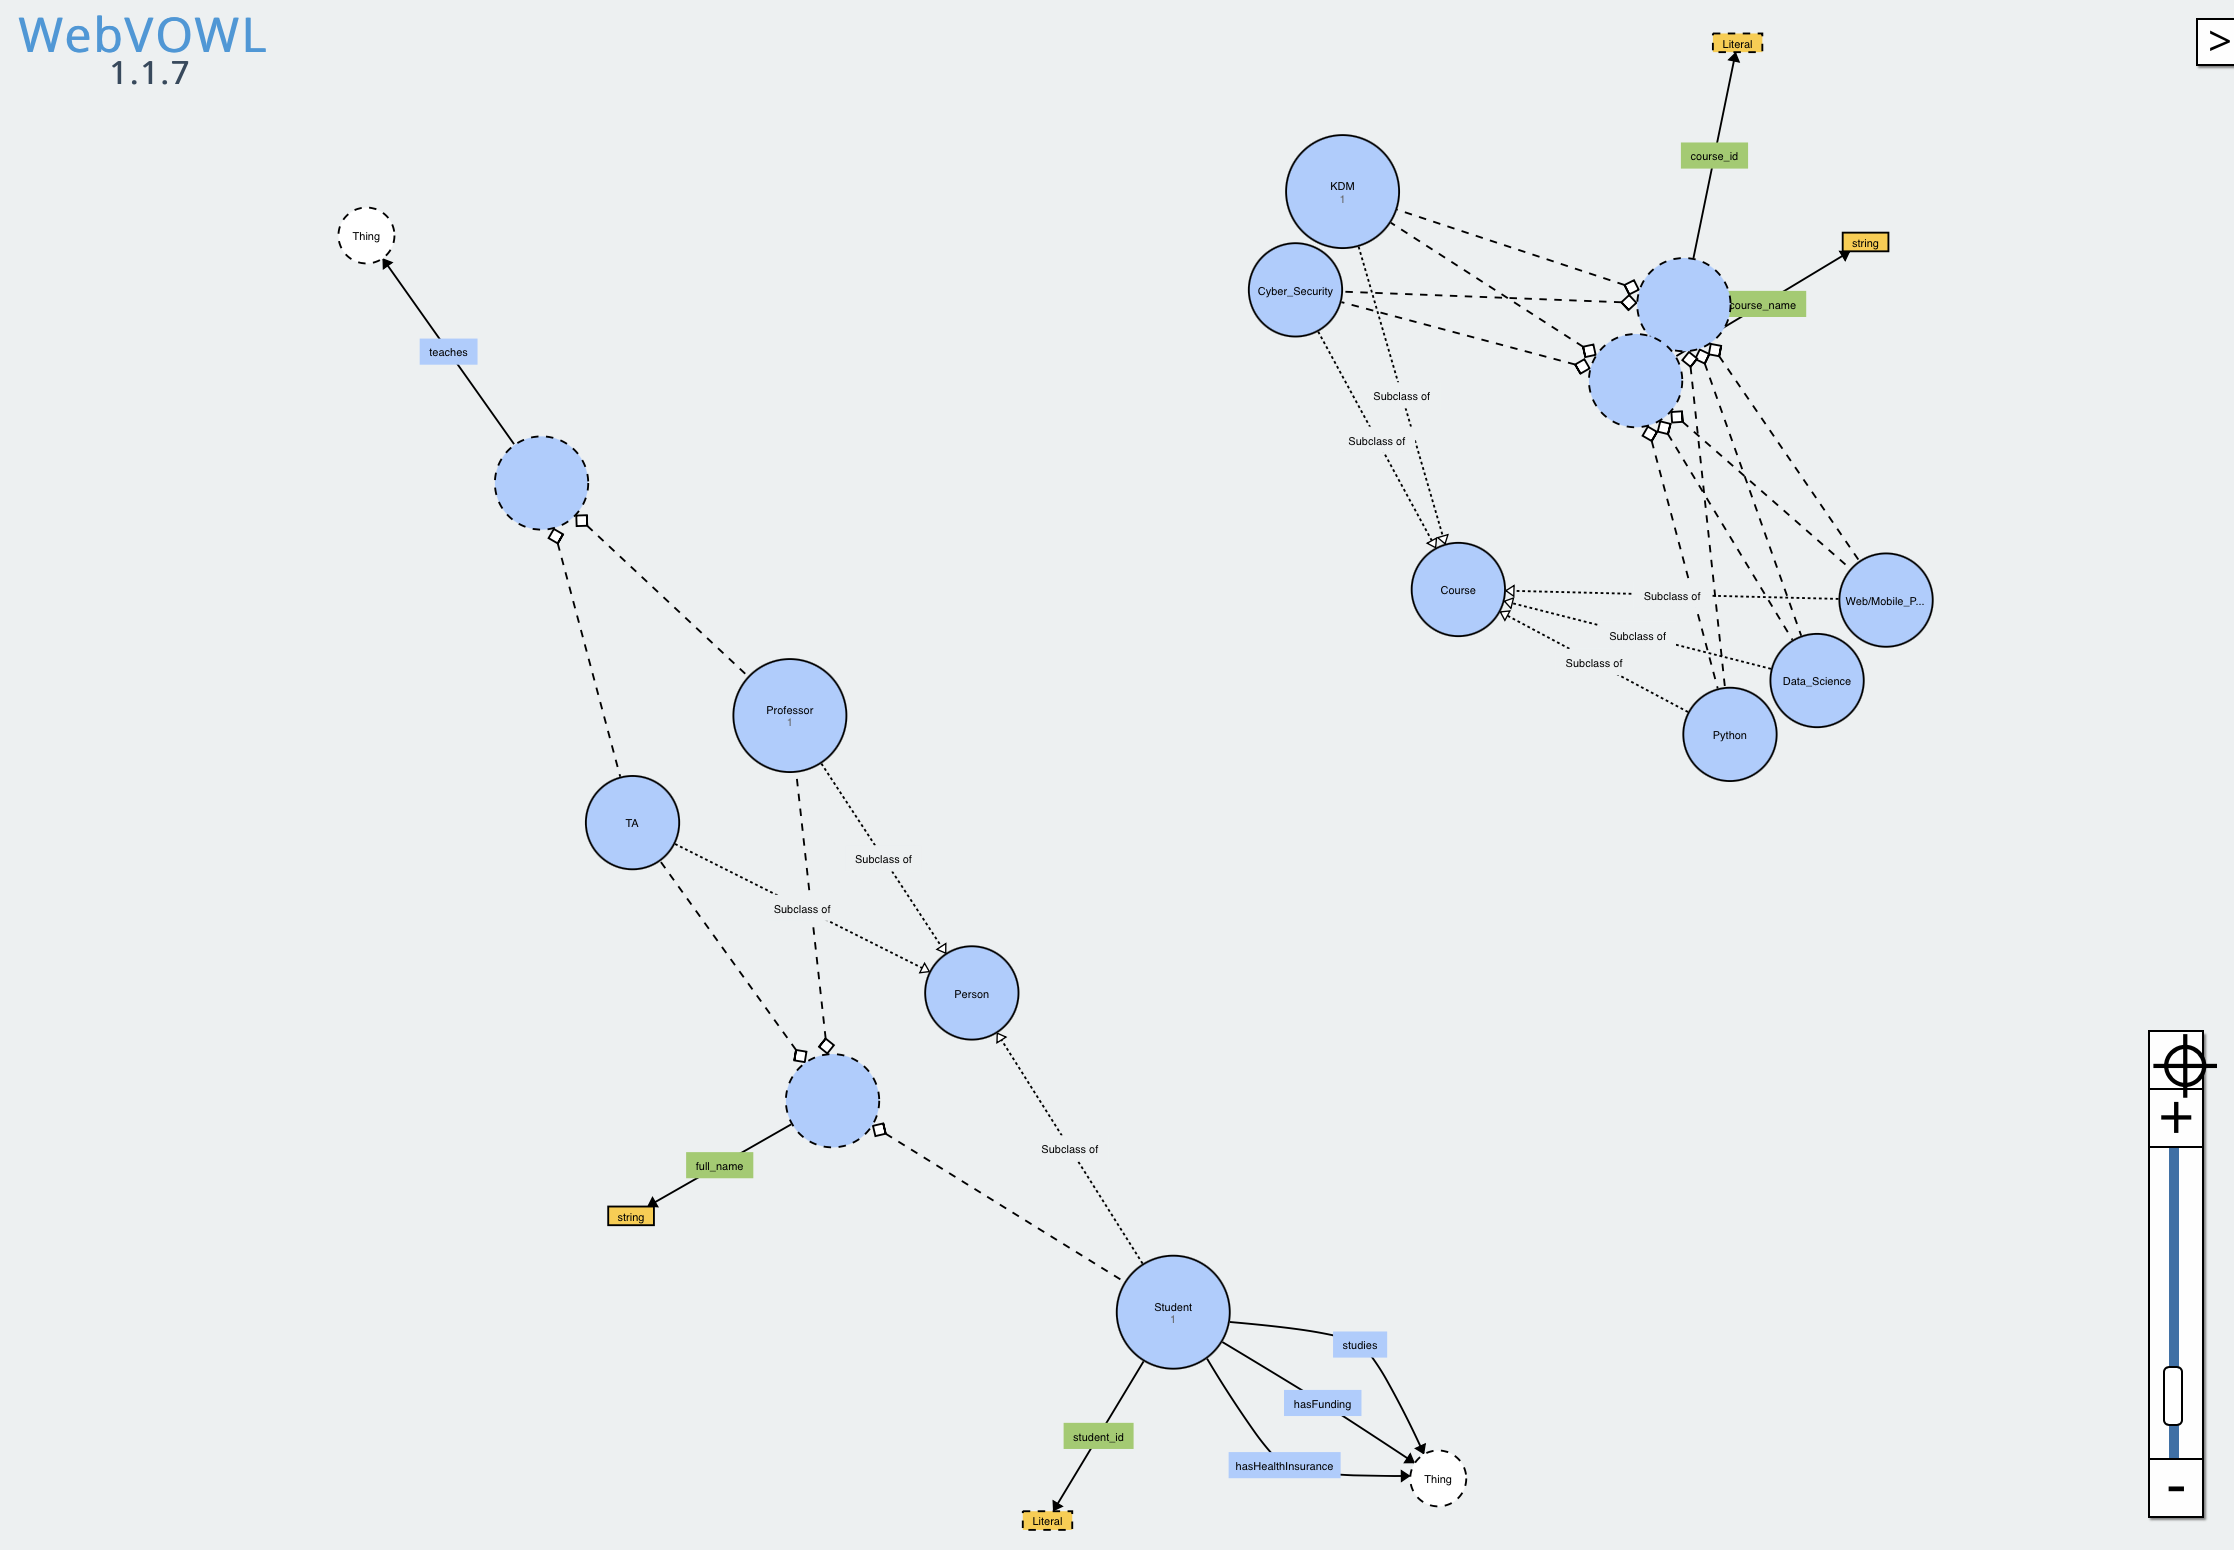 WebVOWL
1.1.7
>
Literal
course_id
KDM
1
Thing
string
Cyber_Security
course_name
teaches
Subclass of
Subclass of
Course
Subclass of
Web/Mobile_P...
Subclass of
Subclass of
Data_Science
Professor
1
Python
TA
Subclass of
Subclass of
Person
+
Subclass of
full_name
string
Student
1
studies
hasFunding
student_id
hasHealthInsurance
Thing
-
Literal